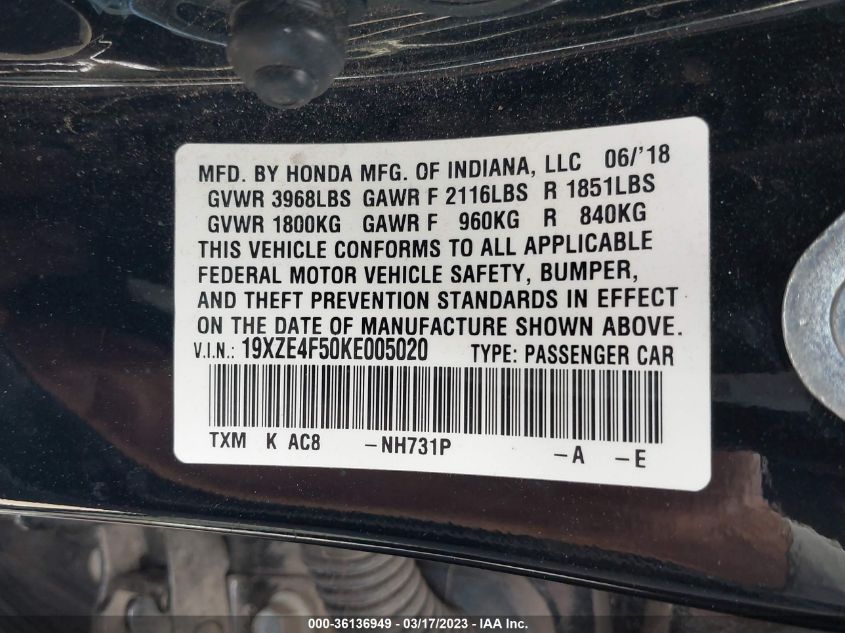 MFD. BY HONDA MFG. OF INDIANA, LLC 06/'18
GVWR 3968LBS GAWR F 2116LBS R 1851LBS
GVWR 1800KG GAWR F 960KG R 840KG
THIS VEHICLE CONFORMS TO ALL APPLICABLE
FEDERAL MOTOR VEHICLE SAFETY, BUMPER,
AND THEFT PREVENTION STANDARDS IN EFFECT
ON THE DATE OF MANUFACTURE SHOWN ABOVE.
V.I.N.: 19XZE4F50KE005020 TYPE: PASSENGER CAR
TXM K AC8 -NH731P -A -E
000-36136949 - 03/17/2023 - IAA Inc.